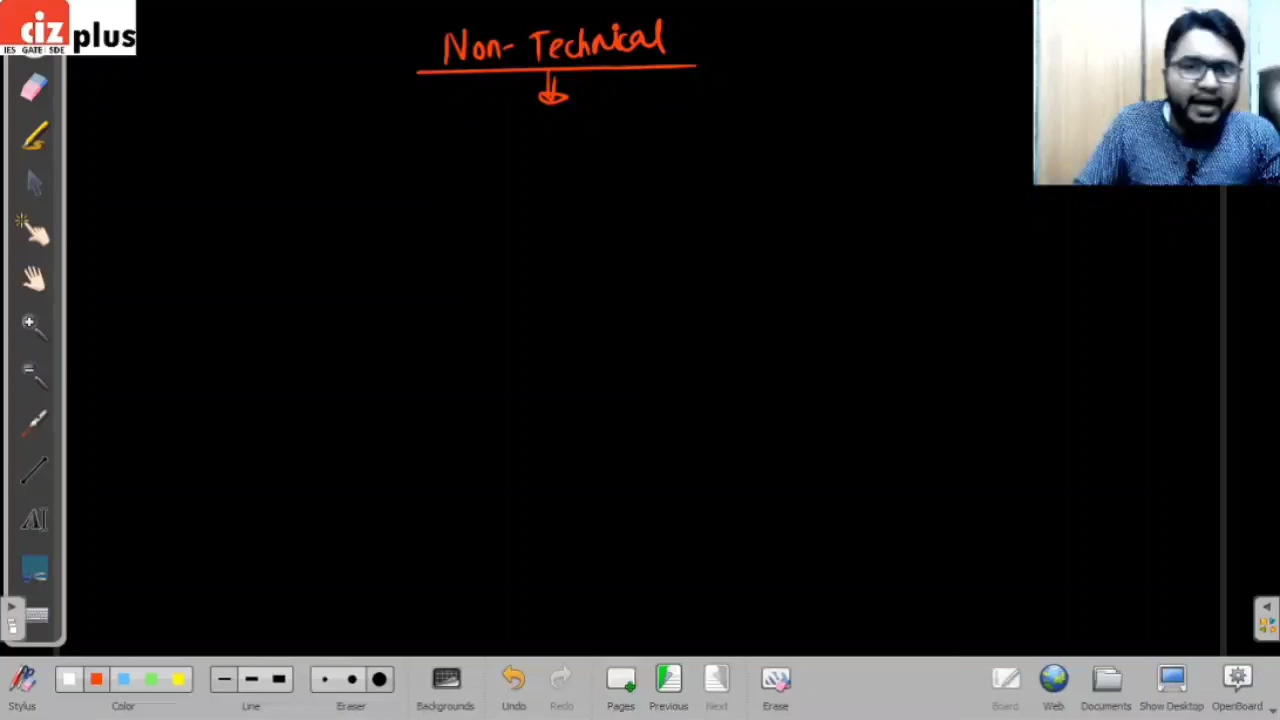 ciz
IES GATE SDE
plus
Non-Technical
AI
Stylus
Color
Line
Eraser
Backgrounds
Undo
Redo
Pages
Previous
Next
Erase
Board
Web
Documents
Show Desktop
OpenBoard